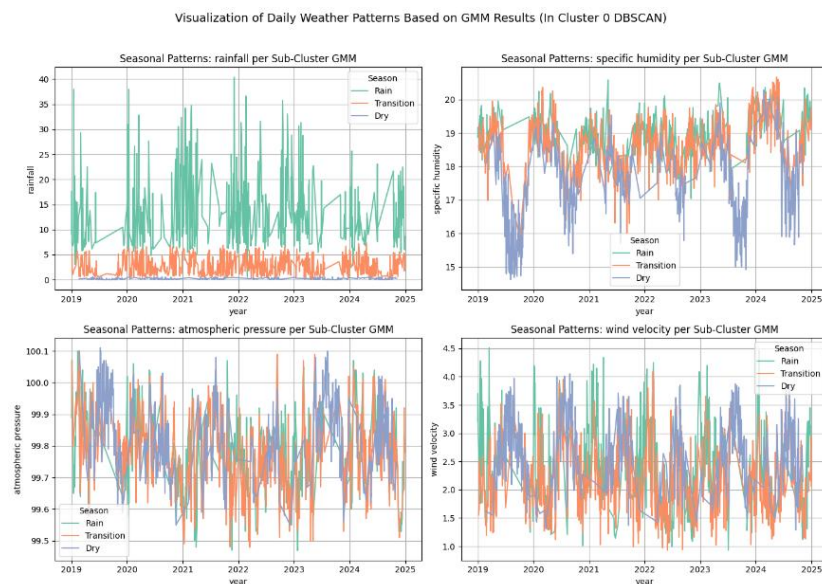 Visualization of Daily Weather Patterns Based on GMM Results (In Cluster 0 DBSCAN)
Seasonal Patterns: rainfall per Sub-Cluster GMM
40
35
30
25
20
15
10
5
0
rainfall
Season
Rain
Transition
Dry
2019 2020 2021 2022 2023 2024 2025
year
Seasonal Patterns: specific humidity per Sub-Cluster GMM
20
19
18
17
16
15
specific humidity
Season
Rain
Transition
Dry
2019 2020 2021 2022 2023 2024 2025
year
Seasonal Patterns: atmospheric pressure per Sub-Cluster GMM
100.1
100.0
99.9
99.8
99.7
99.6
99.5
atmospheric pressure
Season
Rain
Transition
Dry
2019 2020 2021 2022 2023 2024 2025
year
Seasonal Patterns: wind velocity per Sub-Cluster GMM
4.5
4.0
3.5
3.0
2.5
2.0
1.5
1.0
wind velocity
Season
Rain
Transition
Dry
2019 2020 2021 2022 2023 2024 2025
year